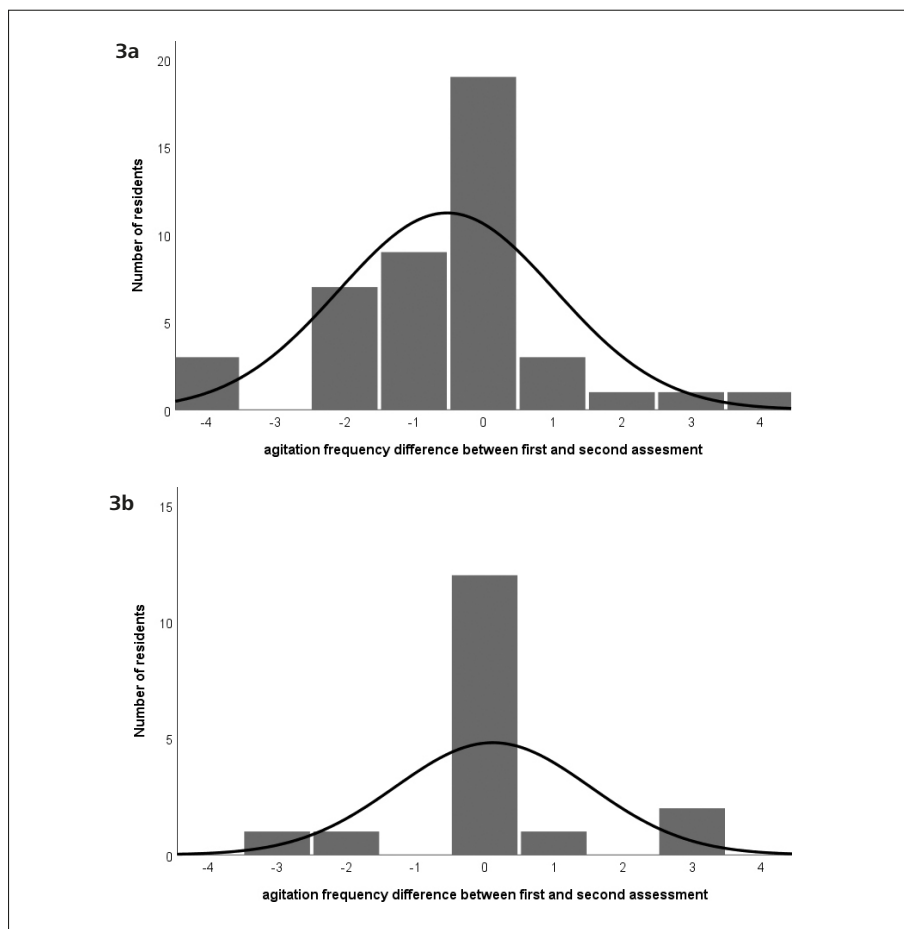 3a
Number of residents
20
15
10
5
0
-4 -3 -2 -1 0 1 2 3 4
agitation frequency difference between first and second assesment
3b
Number of residents
15
10
5
0
-4 -3 -2 -1 0 1 2 3 4
agitation frequency difference between first and second assessment